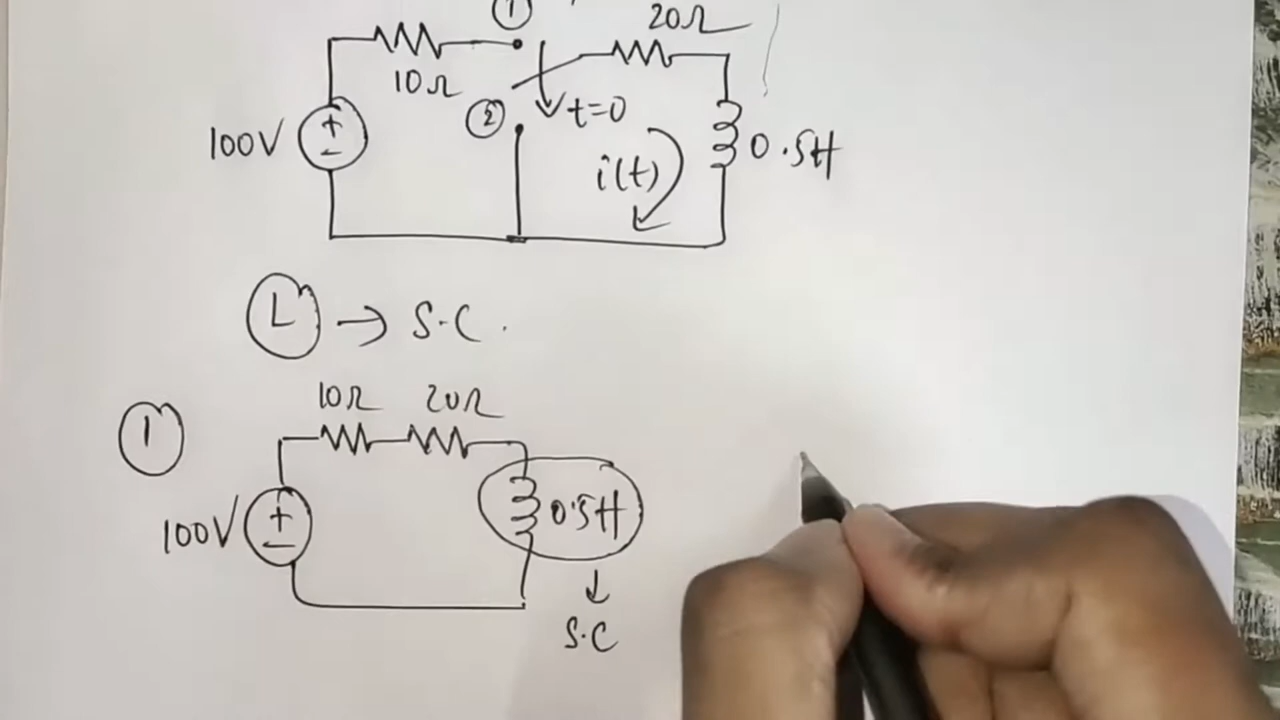 ①
20Ω
10Ω
② t=0
100V + -
i(t)
0.5H
L → S.C.
10Ω 20Ω
①
100V + -
0.5H
↓
S.C